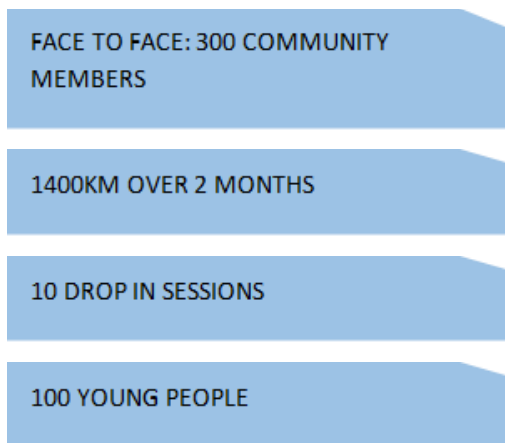 FACE TO FACE: 300 COMMUNITY
MEMBERS
1400KM OVER 2 MONTHS
10 DROP IN SESSIONS
100 YOUNG PEOPLE